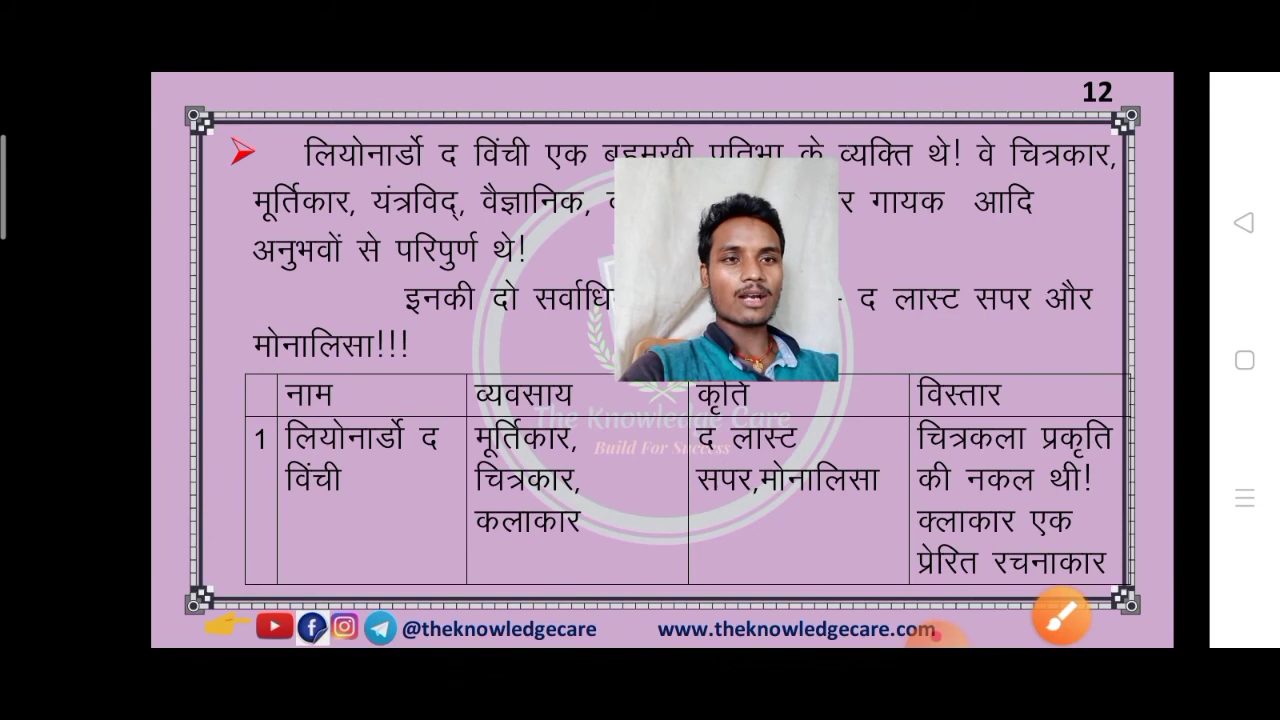 12
लियोनार्डो द विंची एक बहुमुखी प्रतिभा के व्यक्ति थे! वे चित्रकार,
मूर्तिकार, यंत्रविद्, वैज्ञानिक, र गायक आदि
अनुभवों से परिपुर्ण थे!
इनकी दो - द लास्ट सपर और
मोनालिसा!!!
नाम व्यवसाय कृति विस्तार
1 लियोनार्डो द मूर्तिकार, द लास्ट चित्रकला प्रकृति
विंची चित्रकार, सपर,मोनालिसा की नकल थी!
कलाकार क्लाकार एक
प्रेरित रचनाकार
The Knowledge Care
Build For Success
@theknowledgecare www.theknowledgecare.com